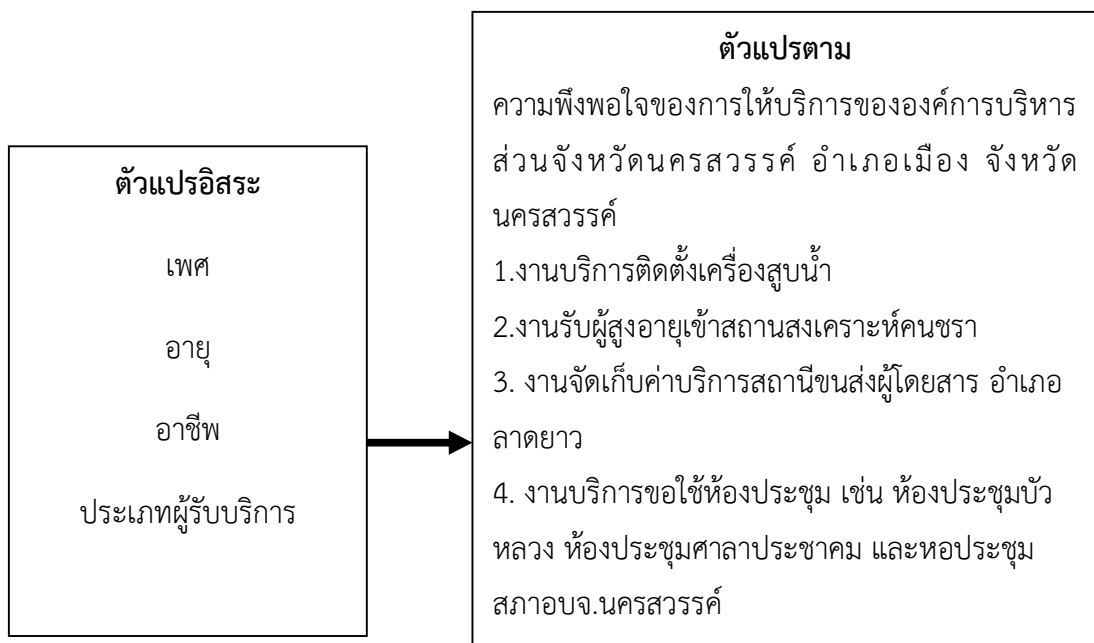 ตัวแปรอิสระ
เพศ
อายุ
อาชีพ
ประเภทผู้รับบริการ
ตัวแปรตาม
ความพึงพอใจของการให้บริการขององค์การบริหาร
ส่วนจังหวัดนครสวรรค์ อำเภอเมือง จังหวัด
นครสวรรค์
1.งานบริการติดตั้งเครื่องสูบน้ำ
2.งานรับผู้สูงอายุเข้าสถานสงเคราะห์คนชรา
3. งานจัดเก็บค่าบริการสถานีขนส่งผู้โดยสาร อำเภอ
ลาดยาว
4. งานบริการขอใช้ห้องประชุม เช่น ห้องประชุมบัว
หลวง ห้องประชุมศาลาประชาคม และหอประชุม
สภาอบจ.นครสวรรค์